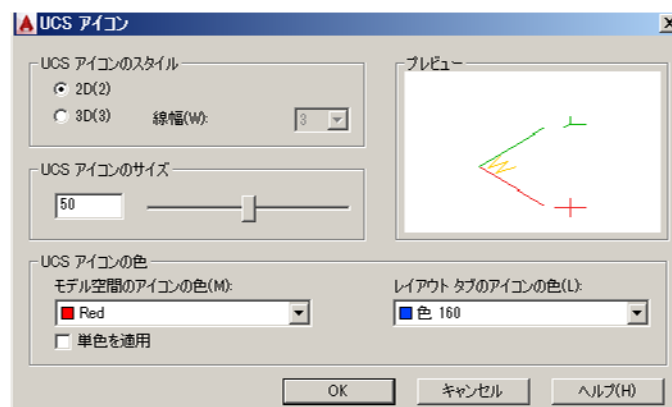 UCS アイコン
UCS アイコンのスタイル
2D(2)
3D(3)
線幅(W):
3
プレビュー
UCS アイコンのサイズ
50
UCS アイコンの色
モデル空間のアイコンの色(M):
Red
単色を適用
レイアウト タブのアイコンの色(L):
色 160
OK
キャンセル
ヘルプ(H)